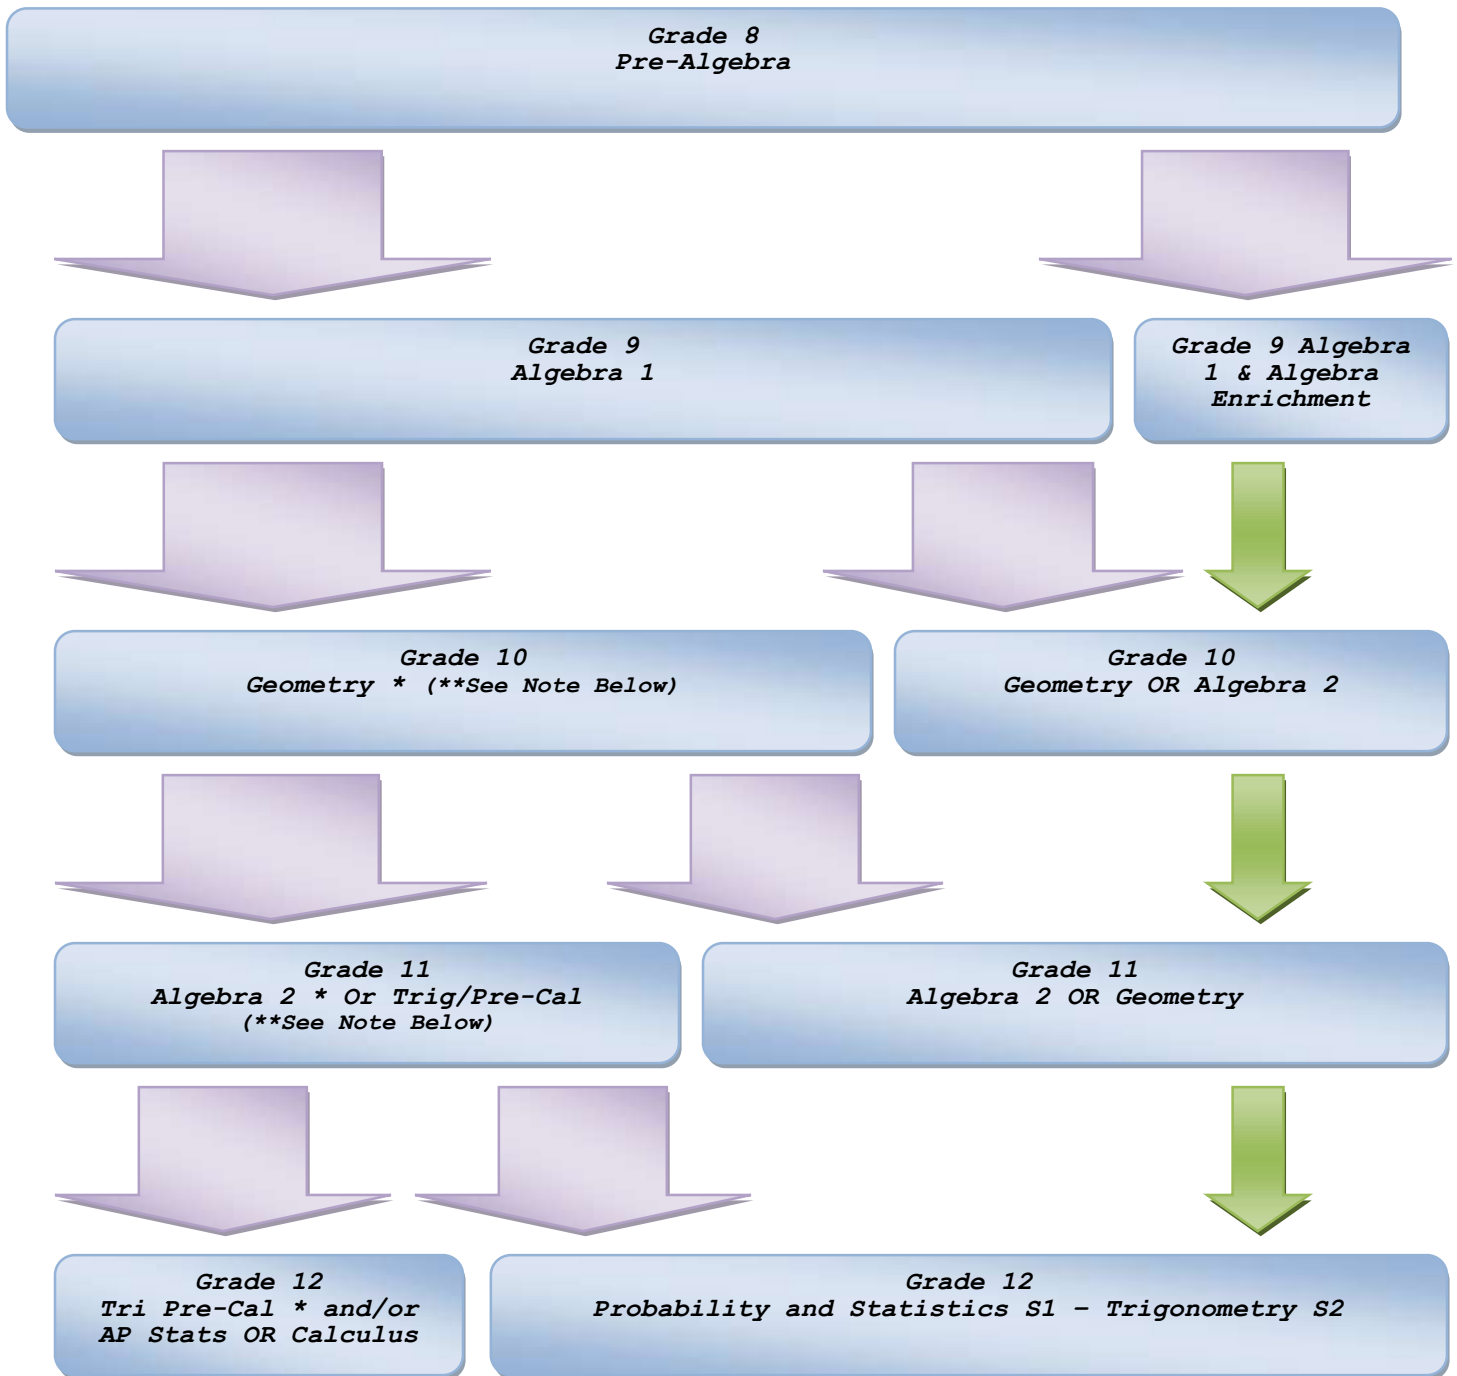 Grade 8
Pre-Algebra
Grade 9
Algebra 1
Grade 9 Algebra
1 & Algebra
Enrichment
Grade 10
Geometry * (**See Note Below)
Grade 10
Geometry OR Algebra 2
Grade 11
Algebra 2 * Or Trig/Pre-Cal
(**See Note Below)
Grade 11
Algebra 2 OR Geometry
Grade 12
Tri Pre-Cal * and/or
AP Stats OR Calculus
Grade 12
Probability and Statistics S1 – Trigonometry S2